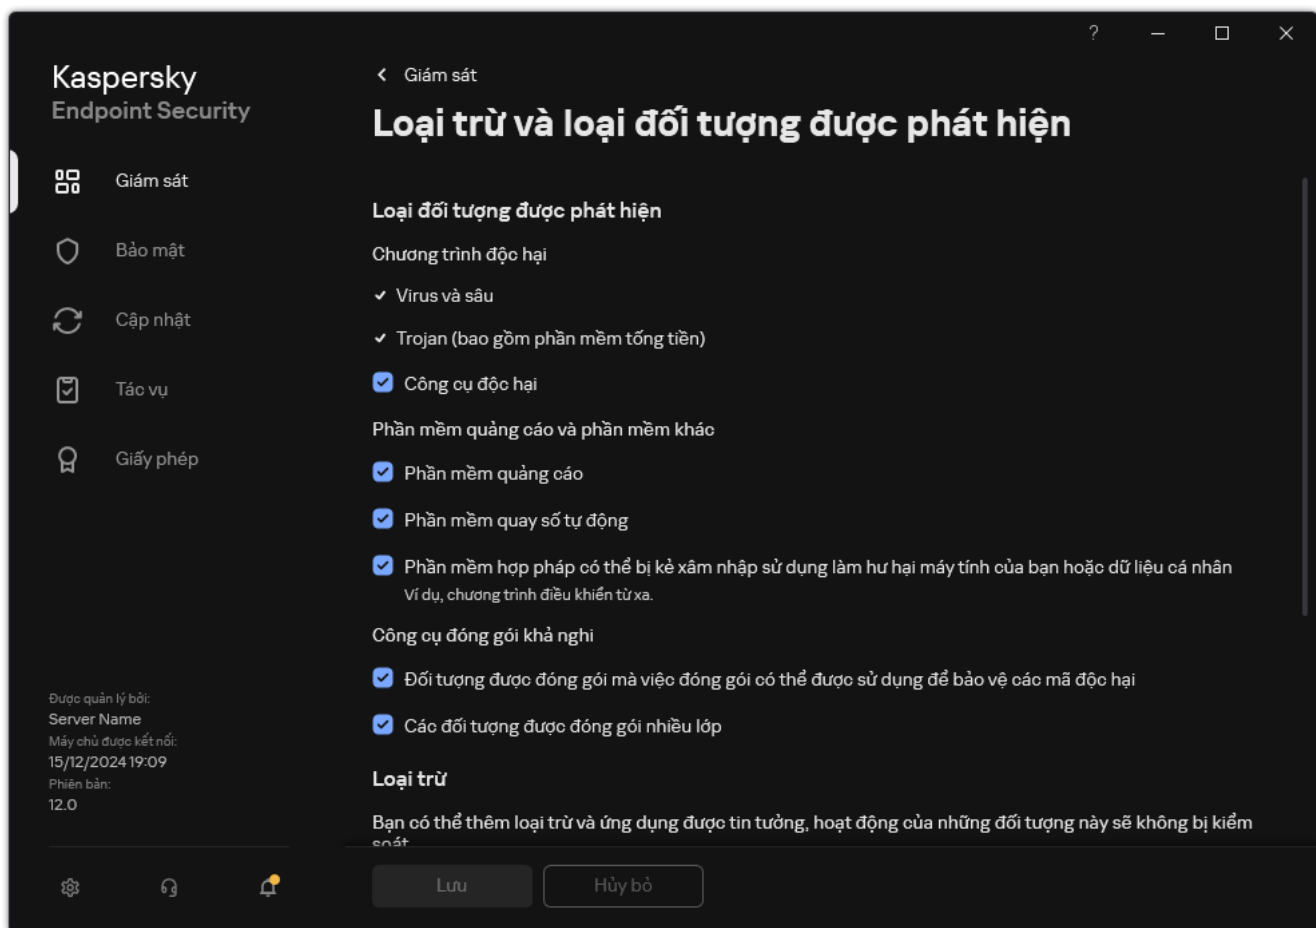 Kaspersky
Endpoint Security
Giám sát
Bảo mật
Cập nhật
Tác vụ
Giấy phép
Được quản lý bởi:
Server Name
Máy chủ được kết nối:
15/12/2024 19:09
Phiên bản:
12.0
?
Giám sát
Loại trừ và loại đối tượng được phát hiện
Loại đối tượng được phát hiện
Chương trình độc hại
Virus và sâu
Trojan (bao gồm phần mềm tống tiền)
Công cụ độc hại
Phần mềm quảng cáo và phần mềm khác
Phần mềm quảng cáo
Phần mềm quay số tự động
Phần mềm hợp pháp có thể bị kẻ xâm nhập sử dụng làm hư hại máy tính của bạn hoặc dữ liệu cá nhân
Ví dụ, chương trình điều khiển từ xa.
Công cụ đóng gói khả nghi
Đối tượng được đóng gói mà việc đóng gói có thể được sử dụng để bảo vệ các mã độc hại
Các đối tượng được đóng gói nhiều lớp
Loại trừ
Bạn có thể thêm loại trừ và ứng dụng được tin tưởng, hoạt động của những đối tượng này sẽ không bị kiểm
soát
Lưu
Hủy bỏ